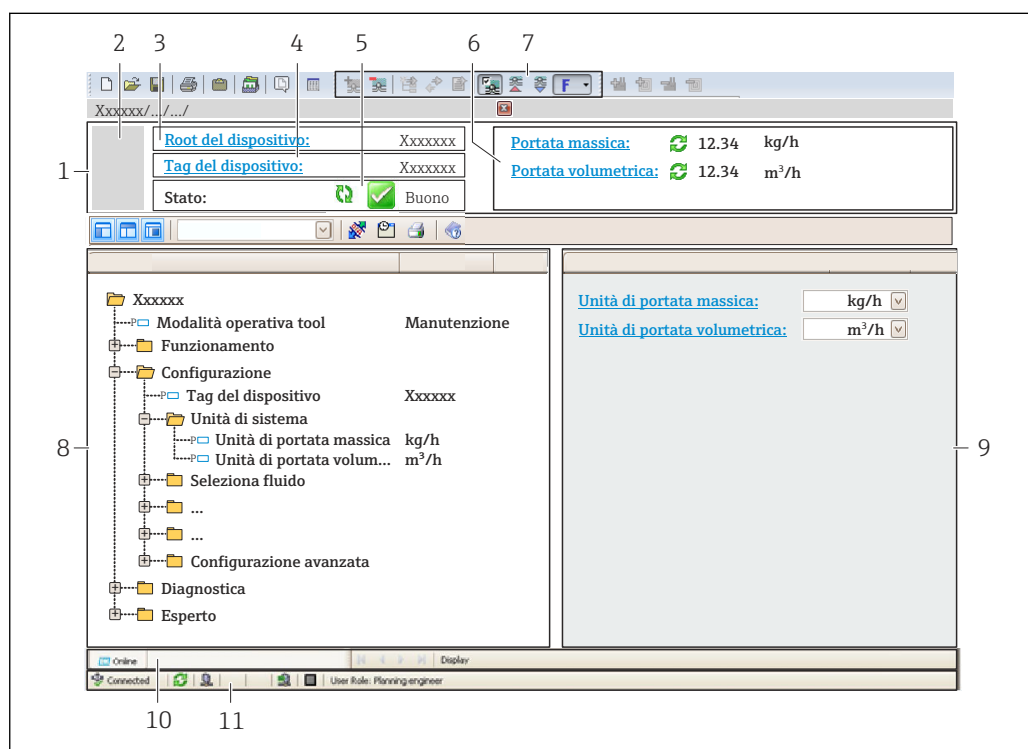 2 3 4 5 6 7
F
Xxxxxx/.../.../
1
Root del dispositivo: Xxxxxxx
Tag del dispositivo: Xxxxxxx
Stato: Buono
Portata massica: 12.34 kg/h
Portata volumetrica: 12.34 m³/h
Xxxxxx
P Modalità operativa tool Manutenzione
Funzionamento
Configurazione
P Tag del dispositivo Xxxxxx
Unità di sistema
P Unità di portata massica kg/h
P Unità di portata volum... m³/h
Seleziona fluido
...
...
Configurazione avanzata
Diagnostica
Esperto
8
Unità di portata massica: kg/h
Unità di portata volumetrica: m³/h
9
Online Display
Connected User Role: Planning engineer
10 11